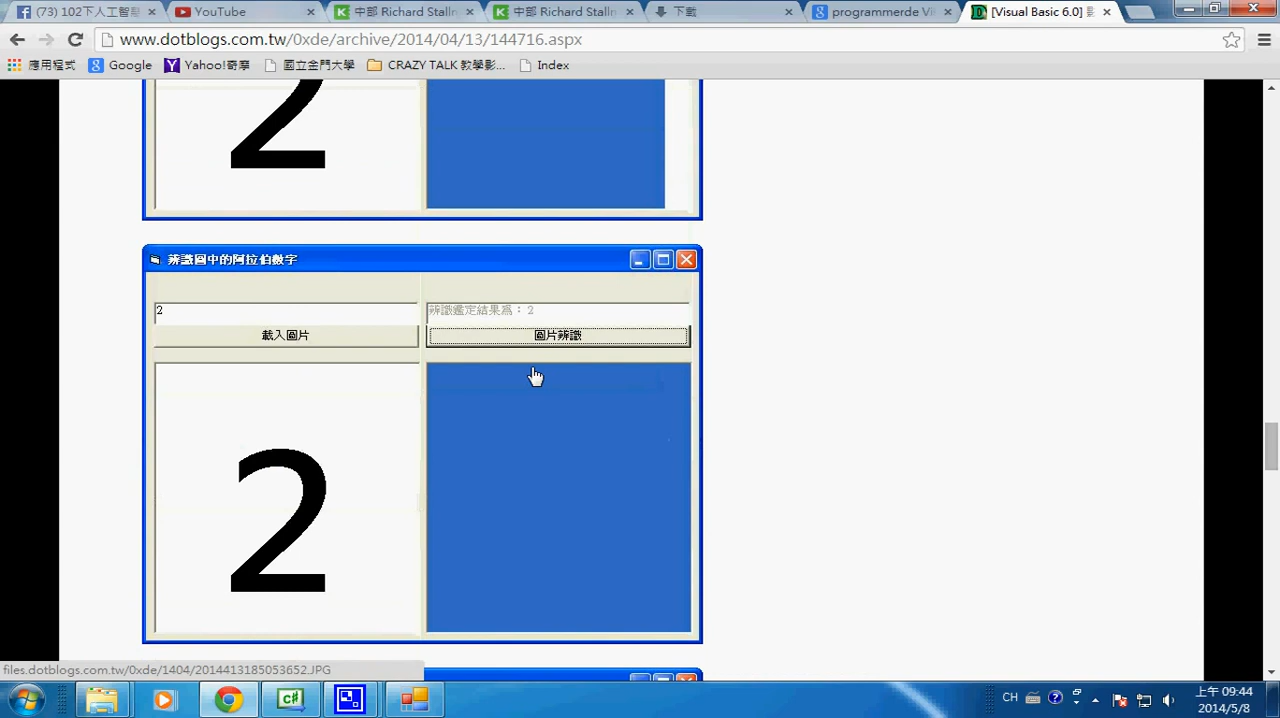 (73) 102下人工智慧
YouTube
中部 Richard Stalln
中部 Richard Stalln
下載
programmerde Vi
[Visual Basic 6.0]
www.dotblogs.com.tw/0xde/archive/2014/04/13/144716.aspx
應用程式
Google
Yahoo!奇摩
國立金門大學
CRAZY TALK 教學影...
Index
2
辨識圖中的阿拉伯數字
2
辨識鑑定結果為：2
載入圖片
圖片辨識
2
files.dotblogs.com.tw/0xde/1404/2014413185053652.JPG
C#
CH
上午 09:44
2014/5/8